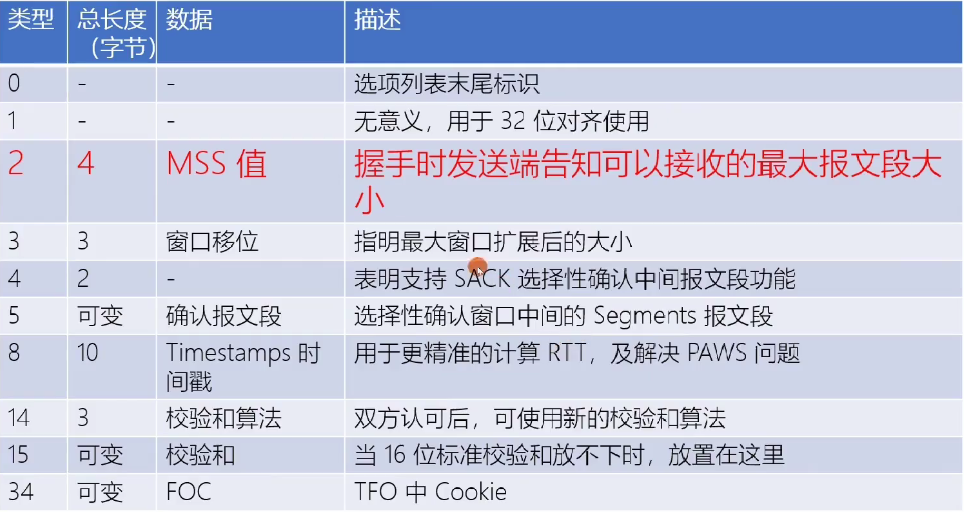 类型 总长度 数据 描述
（字节）
0 - - 选项列表末尾标识
1 - - 无意义，用于 32 位对齐使用
2 4 MSS 值 握手时发送端告知可以接收的最大报文段大
小
3 3 窗口移位 指明最大窗口扩展后的大小
4 2 - 表明支持 SACK 选择性确认中间报文段功能
5 可变 确认报文段 选择性确认窗口中间的 Segments 报文段
8 10 Timestamps 时 用于更精准的计算 RTT，及解决 PAWS 问题
间戳
14 3 校验和算法 双方认可后，可使用新的校验和算法
15 可变 校验和 当 16 位标准校验和放不下时，放置在这里
34 可变 FOC TFO 中 Cookie